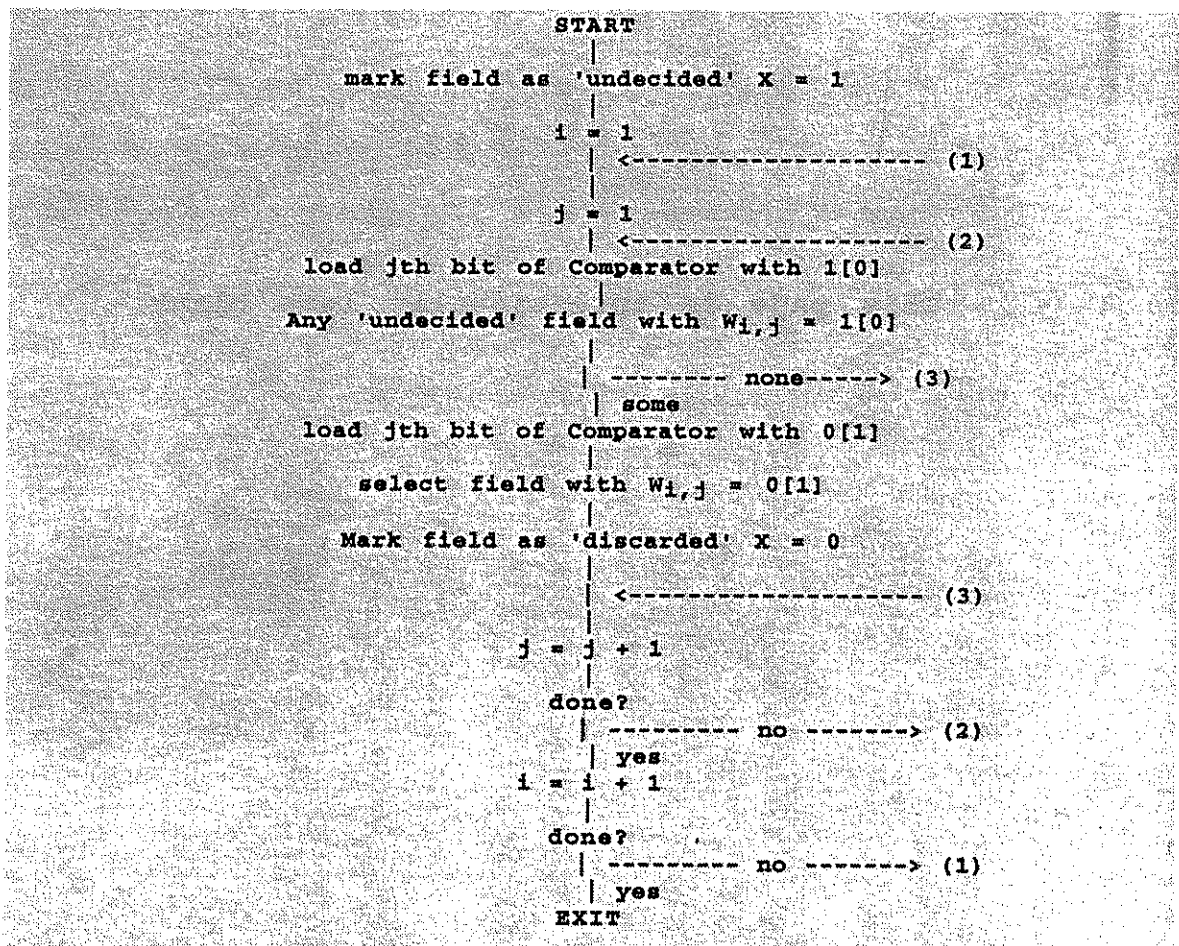 START
mark field as 'undecided' X = 1
i = 1
<-------------------- (1)
j = 1
<-------------------- (2)
load jth bit of Comparator with 1[0]
Any 'undecided' field with Wi,j = 1[0]
-------- none-----> (3)
some
load jth bit of Comparator with 0[1]
select field with Wi,j = 0[1]
Mark field as 'discarded' X = 0
<-------------------- (3)
j = j + 1
done?
--------- no -------> (2)
yes
i = i + 1
done?
--------- no -------> (1)
yes
EXIT